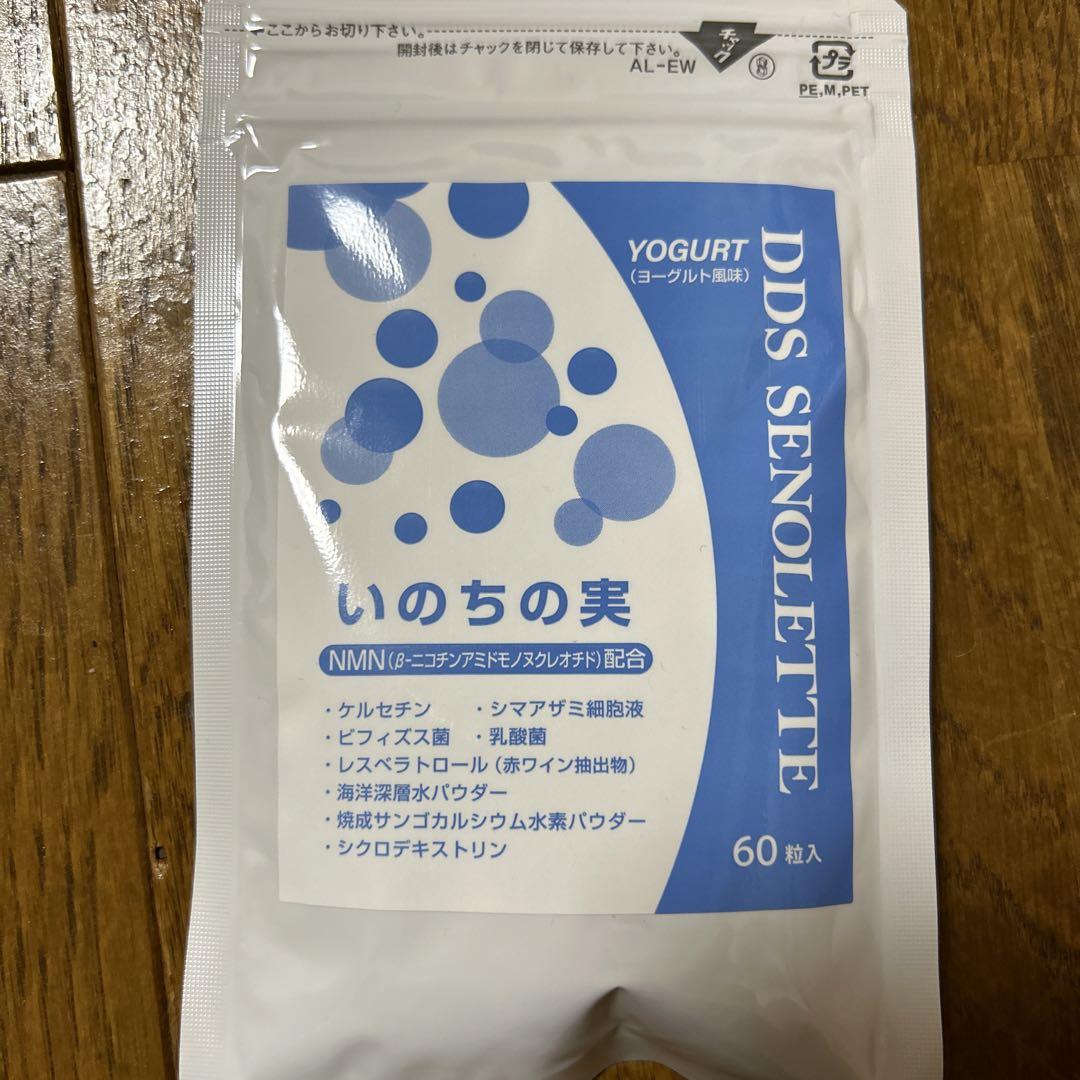 ここからお切り下さい。
開封後はチャックを閉じて保存して下さい。
チャック
AL-EW
プラ
PE,M,PET
YOGURT
(ヨーグルト風味)
DDS SENOLETTE
いのちの実
NMN(β-ニコチンアミドモノヌクレオチド)配合
・ケルセチン ・シマアザミ細胞液
・ビフィズス菌 ・乳酸菌
・レスベラトロール(赤ワイン抽出物)
・海洋深層水パウダー
・焼成サンゴカルシウム水素パウダー
・シクロデキストリン
60粒入